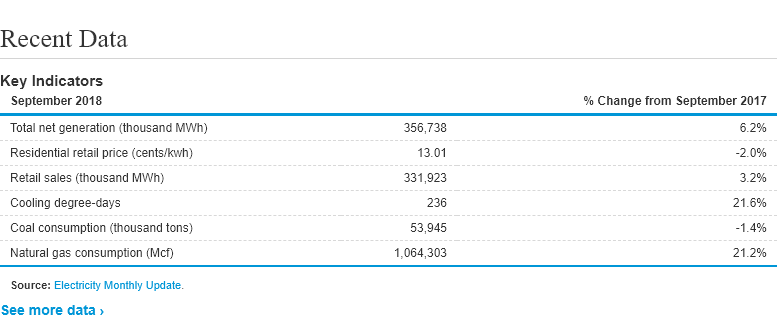 Recent Data
Key Indicators
September 2018 % Change from September 2017
Total net generation (thousand MWh) 356,738 6.2%
Residential retail price (cents/kwh) 13.01 -2.0%
Retail sales (thousand MWh) 331,923 3.2%
Cooling degree-days 236 21.6%
Coal consumption (thousand tons) 53,945 -1.4%
Natural gas consumption (Mcf) 1,064,303 21.2%
Source: Electricity Monthly Update.
See more data ›